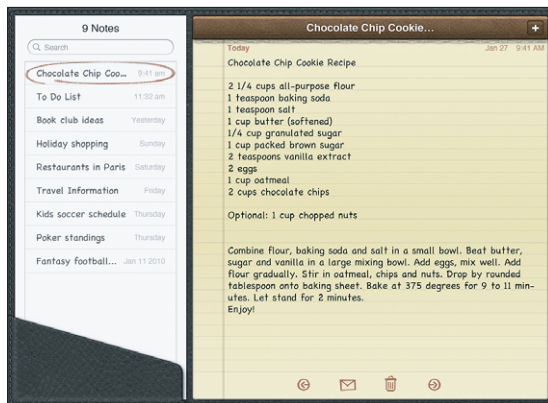 9 Notes
Search
Chocolate Chip Coo... 9:41 am
To Do List 11:32 am
Book club ideas Yesterday
Holiday shopping Sunday
Restaurants in Paris Saturday
Travel Information Friday
Kids soccer schedule Thursday
Poker standings Thursday
Fantasy football... Jan 11 2010
Chocolate Chip Cookie...
+
Today Jan 27 9:41 AM
Chocolate Chip Cookie Recipe
2 1/4 cups all-purpose flour
1 teaspoon baking soda
1 teaspoon salt
1 cup butter (softened)
1/4 cup granulated sugar
1 cup packed brown sugar
2 teaspoons vanilla extract
2 eggs
1 cup oatmeal
2 cups chocolate chips
Optional: 1 cup chopped nuts
Combine flour, baking soda and salt in a small bowl. Beat butter,
sugar and vanilla in a large mixing bowl. Add eggs, mix well. Add
flour gradually. Stir in oatmeal, chips and nuts. Drop by rounded
tablespoon onto baking sheet. Bake at 375 degrees for 9 to 11 min-
utes. Let stand for 2 minutes.
Enjoy!